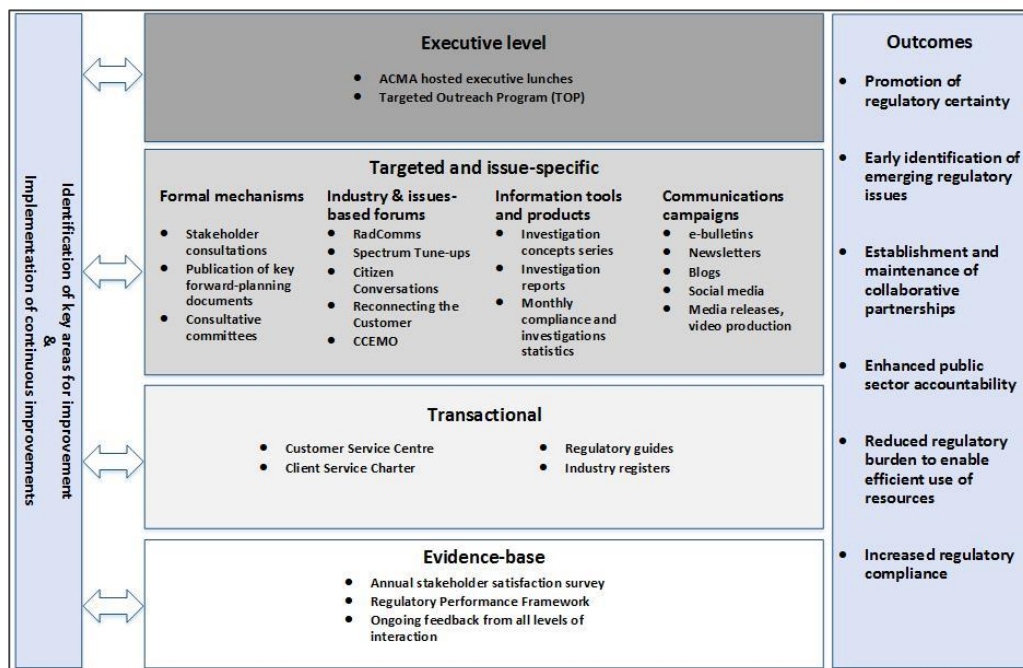 Identification of key areas for improvement
&
Implementation of continuous improvements
Executive level
• ACMA hosted executive lunches
• Targeted Outreach Program (TOP)
Targeted and issue-specific
Formal mechanisms
• Stakeholder
consultations
• Publication of key
forward-planning
documents
• Consultative
committees
Industry & issues-
based forums
• RadComms
• Spectrum Tune-ups
• Citizen
Conversations
• Reconnecting the
Customer
• CCEMO
Information tools
and products
• Investigation
concepts series
• Investigation
reports
• Monthly
compliance and
investigations
statistics
Communications
campaigns
• e-bulletins
• Newsletters
• Blogs
• Social media
• Media releases,
video production
Transactional
• Customer Service Centre
• Client Service Charter
• Regulatory guides
• Industry registers
Evidence-base
• Annual stakeholder satisfaction survey
• Regulatory Performance Framework
• Ongoing feedback from all levels of
interaction
Outcomes
• Promotion of
regulatory certainty
• Early identification of
emerging regulatory
issues
• Establishment and
maintenance of
collaborative
partnerships
• Enhanced public
sector accountability
• Reduced regulatory
burden to enable
efficient use of
resources
• Increased regulatory
compliance